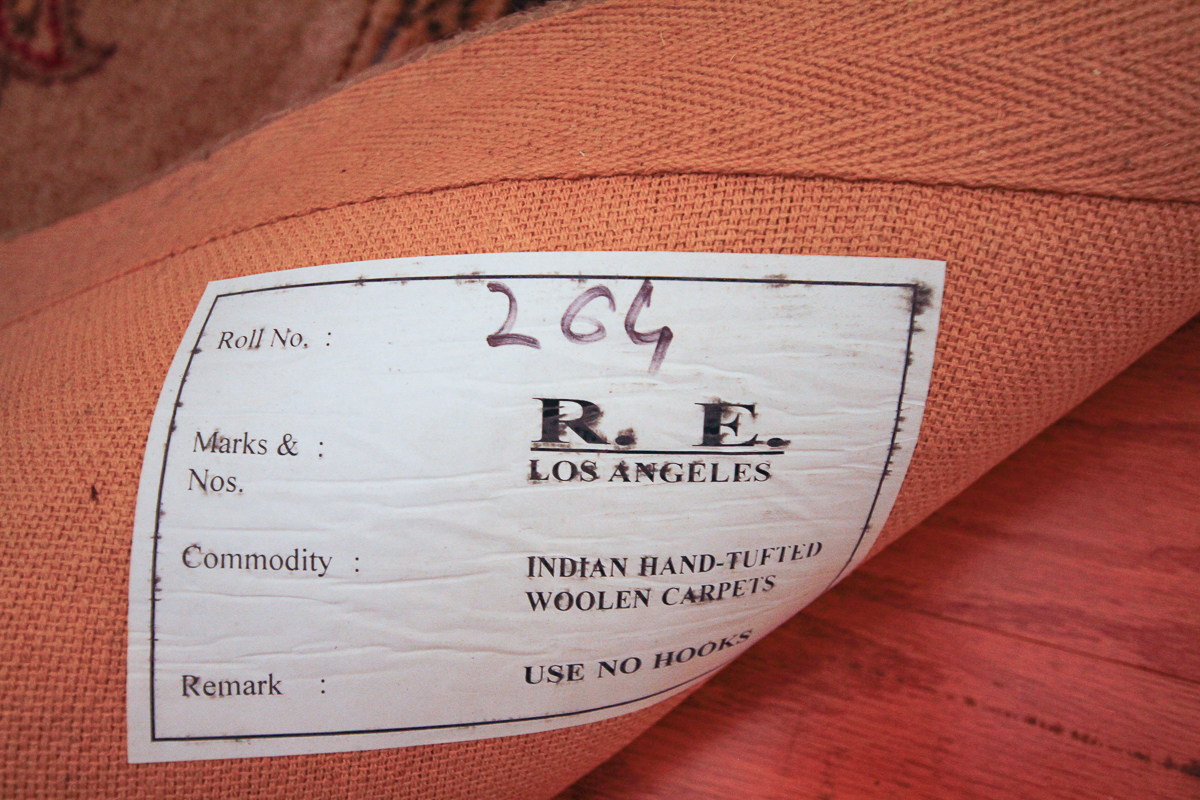 Roll No. : 264
Marks & : R. E.
Nos. LOS ANGELES
Commodity : INDIAN HAND-TUFTED
WOOLEN CARPETS
Remark : USE NO HOOKS